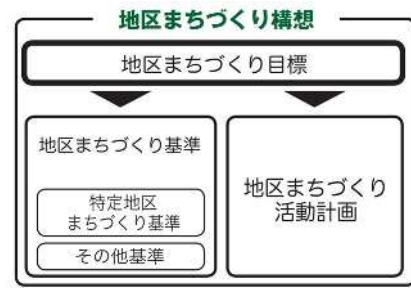 地区まちづくり構想
地区まちづくり目標
地区まちづくり基準
特定地区
まちづくり基準
その他基準
地区まちづくり
活動計画